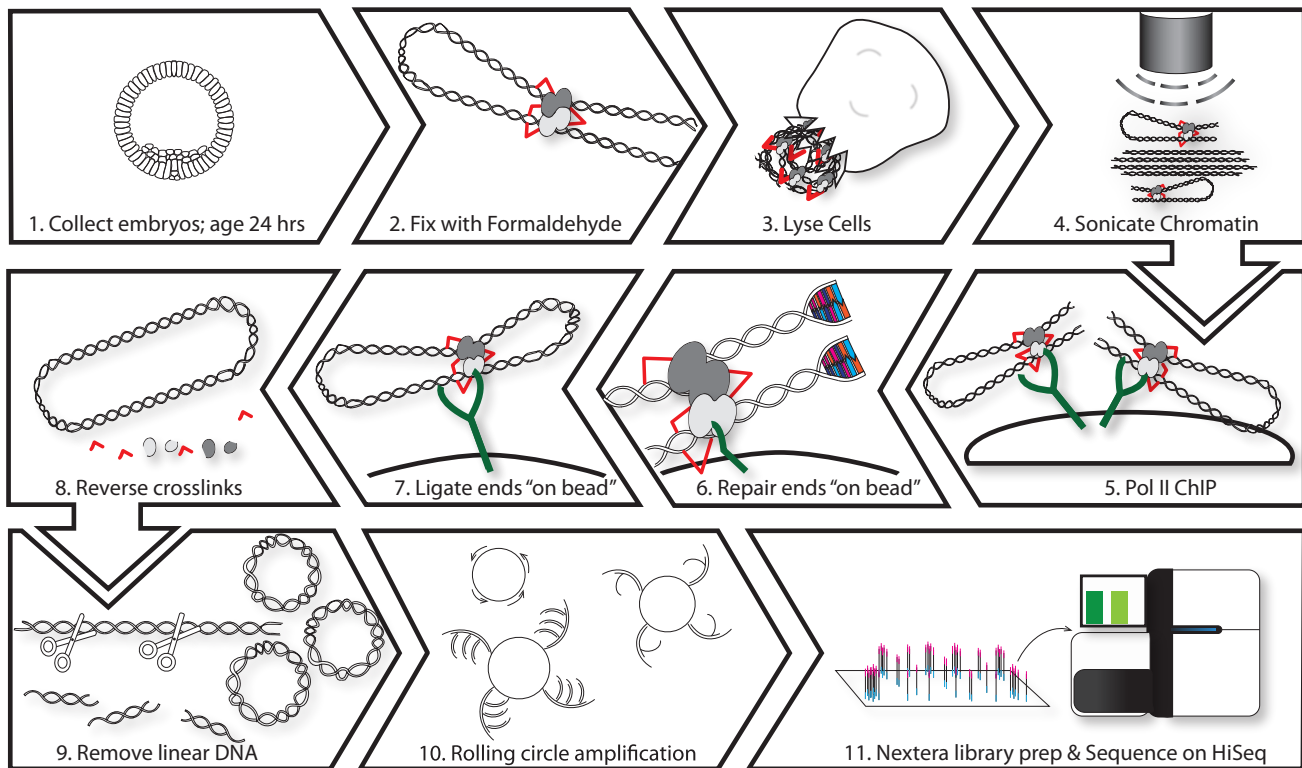 1. Collect embryos; age 24 hrs
2. Fix with Formaldehyde
3. Lyse Cells
4. Sonicate Chromatin
5. Pol II ChIP
6. Repair ends “on bead”
7. Ligate ends “on bead”
8. Reverse crosslinks
9. Remove linear DNA
10. Rolling circle amplification
11. Nextera library prep & Sequence on HiSeq